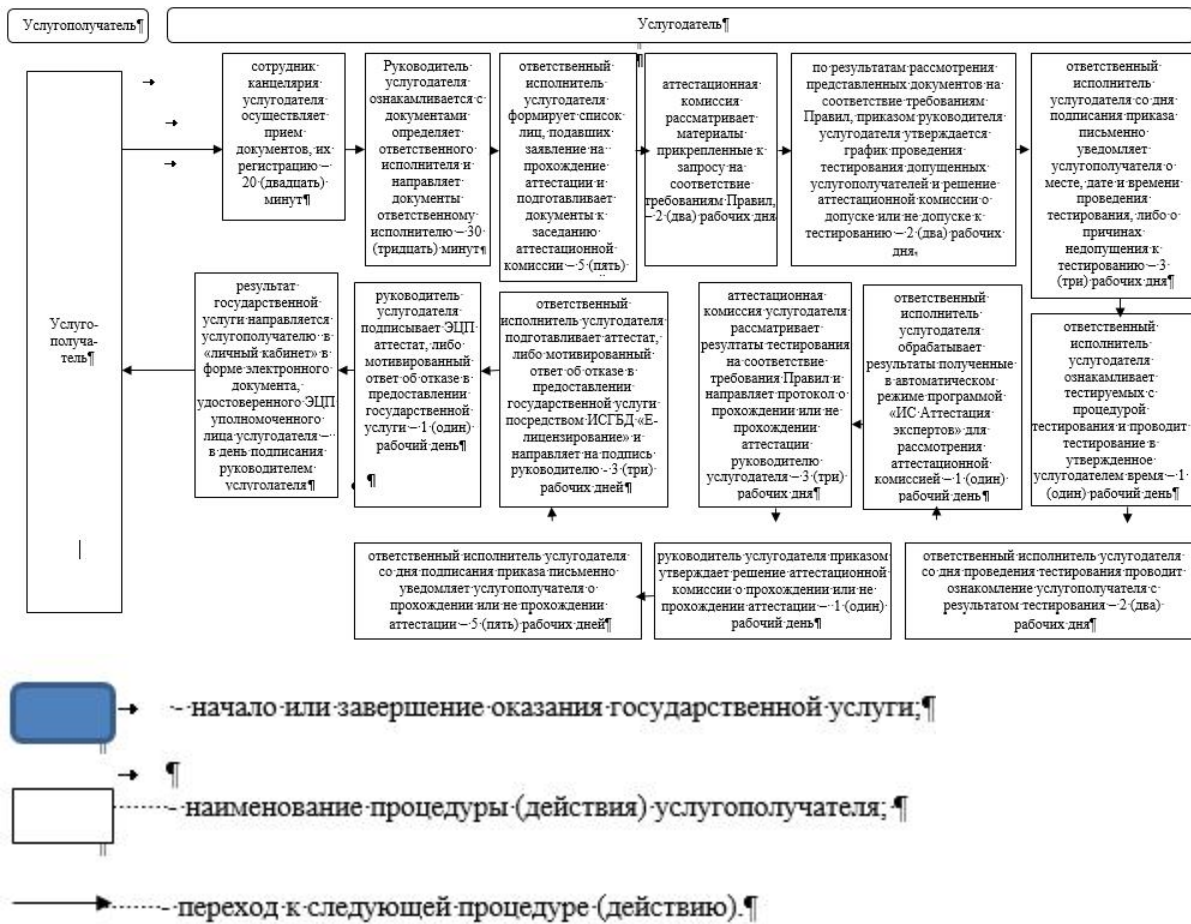 Услугополучатель¶
Услугодатель¶
¶
Услуго-
получа-
тель¶
сотрудник
канцелярия
услугодателя
осуществляет
прием
документов, их
регистрацию – 
20 (двадцать)
минут¶
Руководитель
услугодателя
ознакамливается с
документами
определяет
ответственного
исполнителя и
направляет
документы
ответственному
исполнителю – 30
(тридцать) минут¶
ответственный
исполнитель
услугодателя
формирует список
лиц, подавших
заявление на
прохождение
аттестации и
подготавливает
документы к
заседанию
аттестационной
комиссии – 5 (пять)
аттестационная
комиссия
рассматривает
материалы
прикрепленные к
запросу на
соответствие
требованиям Правил,
– 2 (два) рабочих дня
по результатам рассмотрения
представленных документов на
соответствие требованиям
Правил, приказом руководителя
услугодателя утверждается
график проведения
тестирования допущенных
услугополучателей и решение
аттестационной комиссии о
допуске или не допуске к
тестированию – 2 (два) рабочих
дня¶
ответственный
исполнитель
услугодателя со дня
подписания приказа
письменно
уведомляет
услугополучателя о
месте, дате и времени
проведения
тестирования, либо о
причинах
недопущения к
тестированию – 3
(три) рабочих дня¶
ответственный
исполнитель
услугодателя
ознакамливает
тестируемых с
процедурой
тестирования и проводит
тестирование в
утвержденное
услугодателем время – 1
(один) рабочий день¶
ответственный исполнитель услугодателя
со дня проведения тестирования проводит
ознакомление услугополучателя с
результатом тестирования – 2 (два)
рабочих дня¶
ответственный
исполнитель
услугодателя
обрабатывает
результаты полученные
в автоматическом
режиме программой
«ИС Аттестация
экспертов» для
рассмотрения
аттестационной
комиссией – 1 (один)
рабочий день¶
аттестационная
комиссия услугодателя
рассматривает
результаты тестирования
на соответствие
требования Правил и
направляет протокол о
прохождении или не
прохождении
аттестации
руководителю
услугодателя – 3 (три)
рабочих дня¶
руководитель услугодателя приказом
утверждает решение аттестационной
комиссии о прохождении или не
прохождении аттестации – 1 (один)
рабочий день¶
ответственный исполнитель услугодателя
со дня подписания приказа письменно
уведомляет услугополучателя о
прохождении или не прохождении
аттестации – 5 (пять) рабочих дней¶
ответственный
исполнитель услугодателя
подготавливает аттестат,
либо мотивированный
ответ об отказе в
предоставлении
государственной услуги
посредством ИСГБД «Е-
лицензирование» и
направляет на подпись
руководителю - 3 (три)
рабочих дней¶
руководитель
услугодателя
подписывает ЭЦП
аттестат, либо
мотивированный
ответ об отказе в
предоставлении
государственной
услуги – 1 (один)
рабочий день¶
¶
¶
результат
государственной
услуги направляется
услугополучателю в
«личный кабинет» в
форме электронного
документа,
удостоверенного ЭЦП
уполномоченного
лица услугодателя –
в день подписания
руководителем
услуголателя¶
- начало или завершение оказания государственной услуги;¶
¶
- наименование процедуры (действия) услугополучателя; ¶
- переход к следующей процедуре (действию).¶